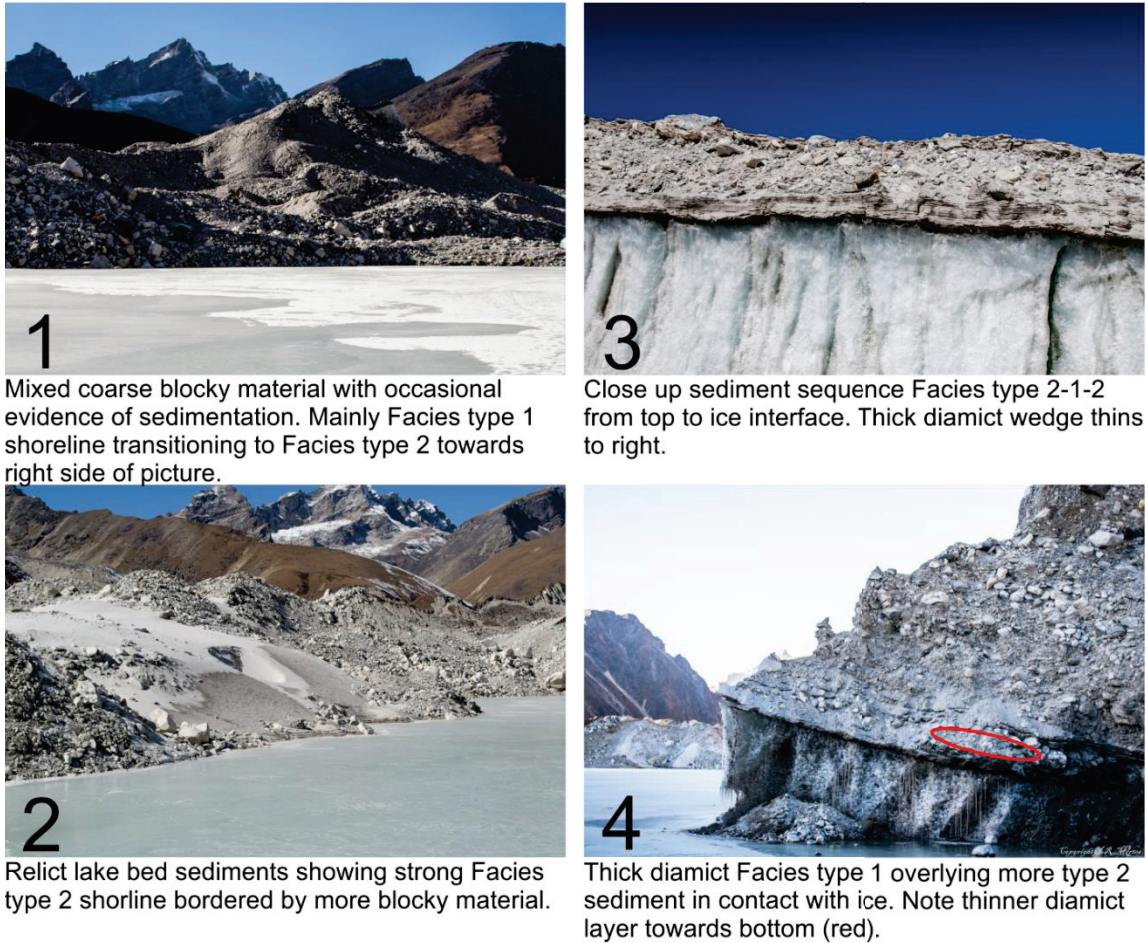 1
Mixed coarse blocky material with occasional
evidence of sedimentation. Mainly Facies type 1
shoreline transitioning to Facies type 2 towards
right side of picture.
3
Close up sediment sequence Facies type 2-1-2
from top to ice interface. Thick diamict wedge thins
to right.
2
Relict lake bed sediments showing strong Facies
type 2 shorline bordered by more blocky material.
4
Thick diamict Facies type 1 overlying more type 2
sediment in contact with ice. Note thinner diamict
layer towards bottom (red).